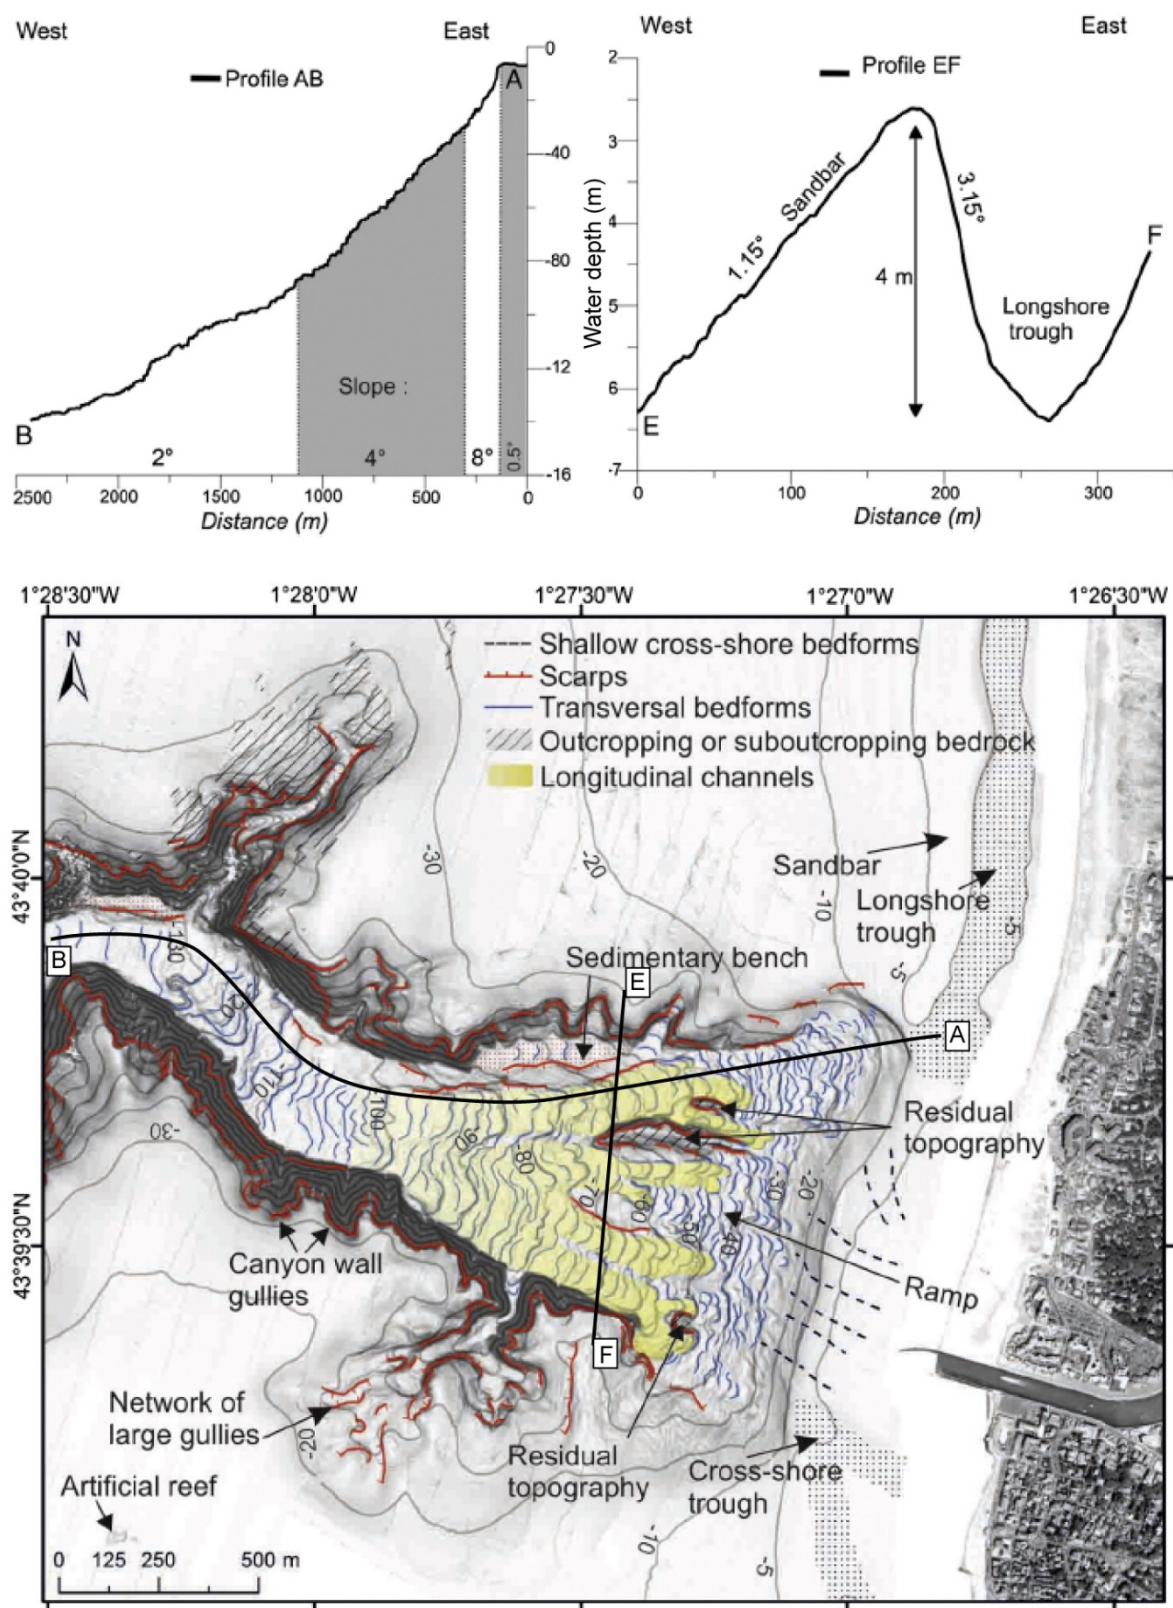 West
East
Profile AB
A
B
0
-40
-80
-12
-16
Slope :
2°
4°
8°
0.5°
2500
2000
1500
1000
500
0
Distance (m)
West
East
Profile EF
Water depth (m)
2
3
4
5
6
-7
1.15°
Sandbar
3.15°
4 m
Longshore
trough
E
F
0
100
200
300
Distance (m)
1°28'30"W
1°28'0"W
1°27'30"W
1°27'0"W
1°26'30"W
N
Shallow cross-shore bedforms
Scarps
Transversal bedforms
Outcropping or suboutcropping bedrock
Longitudinal channels
43°40'0"N
43°39'30"N
-30
-20
-10
-5
-5
Sandbar
Longshore
trough
Sedimentary bench
B
E
A
F
-130
-120
-110
-100
-90
-80
-70
-60
-50
-40
-30
-20
-30
Residual
topography
Canyon wall
gullies
Ramp
Network of
large gullies
-20
Residual
topography
Cross-shore
trough
-10
-5
Artificial reef
0 125 250 500 m